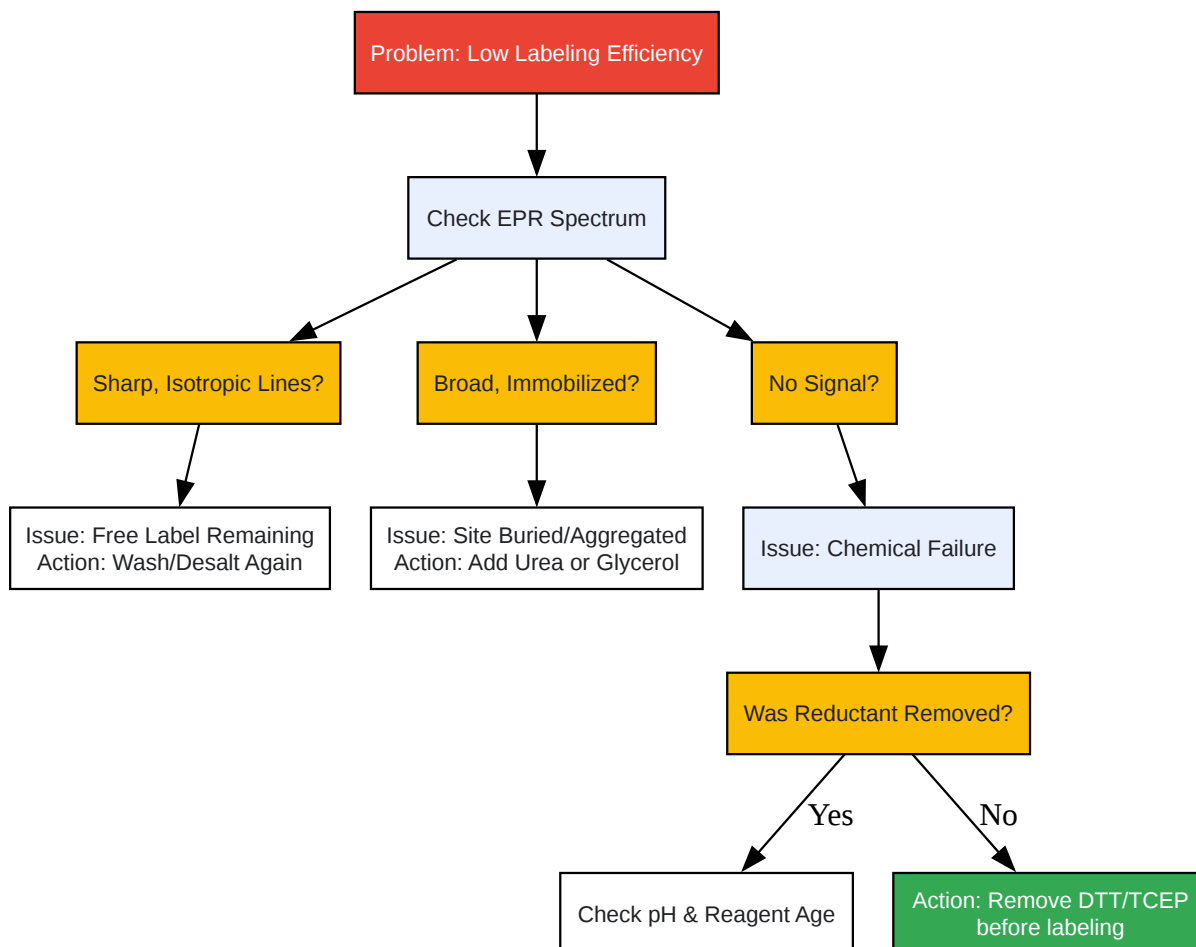 Problem: Low Labeling Efficiency
Check EPR Spectrum
Sharp, Isotropic Lines?
Broad, Immobilized?
No Signal?
Issue: Free Label Remaining
Action: Wash/Desalt Again
Issue: Site Buried/Aggregated
Action: Add Urea or Glycerol
Issue: Chemical Failure
Was Reductant Removed?
Yes
No
Check pH & Reagent Age
Action: Remove DTT/TCEP
before labeling